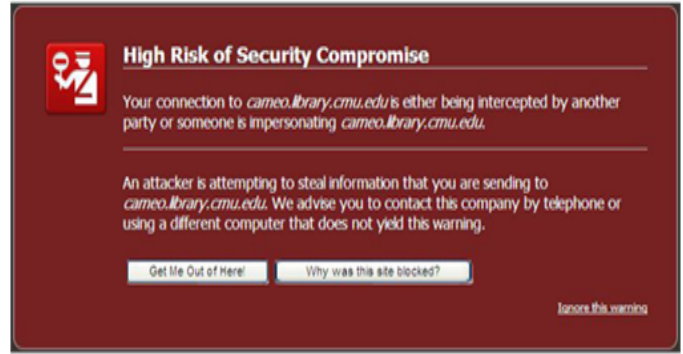 High Risk of Security Compromise
Your connection to cameo.library.cmu.edu is either being intercepted by another
party or someone is impersonating cameo.library.cmu.edu.
An attacker is attempting to steal information that you are sending to
cameo.library.cmu.edu. We advise you to contact this company by telephone or
using a different computer that does not yield this warning.
Get Me Out of Here!
Why was this site blocked?
Ignore this warning